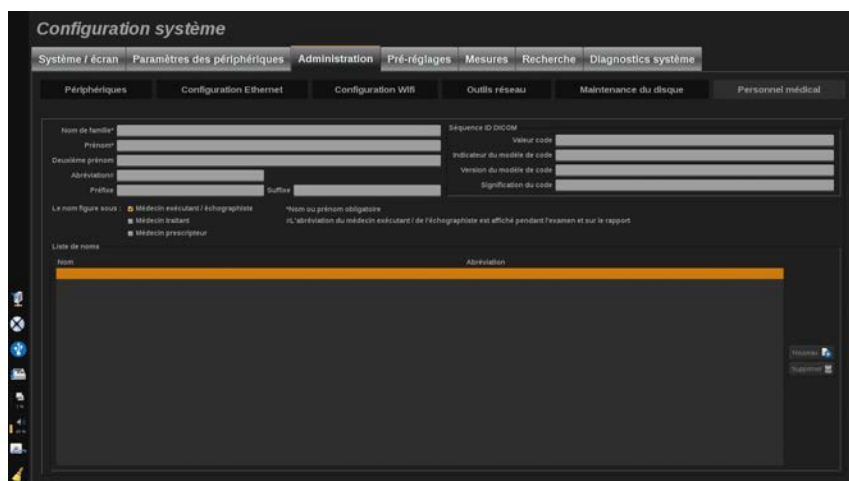 Configuration système
Système / écran Paramètres des périphériques Administration Pré-réglages Mesures Recherche Diagnostics système
Périphériques Configuration Ethernet Configuration Wifi Outils réseau Maintenance du disque Personnel médical
Nom de famille*
Prénom*
Deuxième prénom
Abréviation¤
Préfixe Suffixe
Séquence ID DICOM
Valeur code
Indicateur du modèle de code
Version du modèle de code
Signification du code
Le nom figure sous : Médecin exécutant / échographiste *Nom ou prénom obligatoire
Médecin traitant ¤L'abréviation du médecin exécutant / de l'échographiste est affiché pendant l'examen et sur le rapport
Médecin prescripteur
Liste de noms
Nom Abréviation
Nouveau
Supprimer